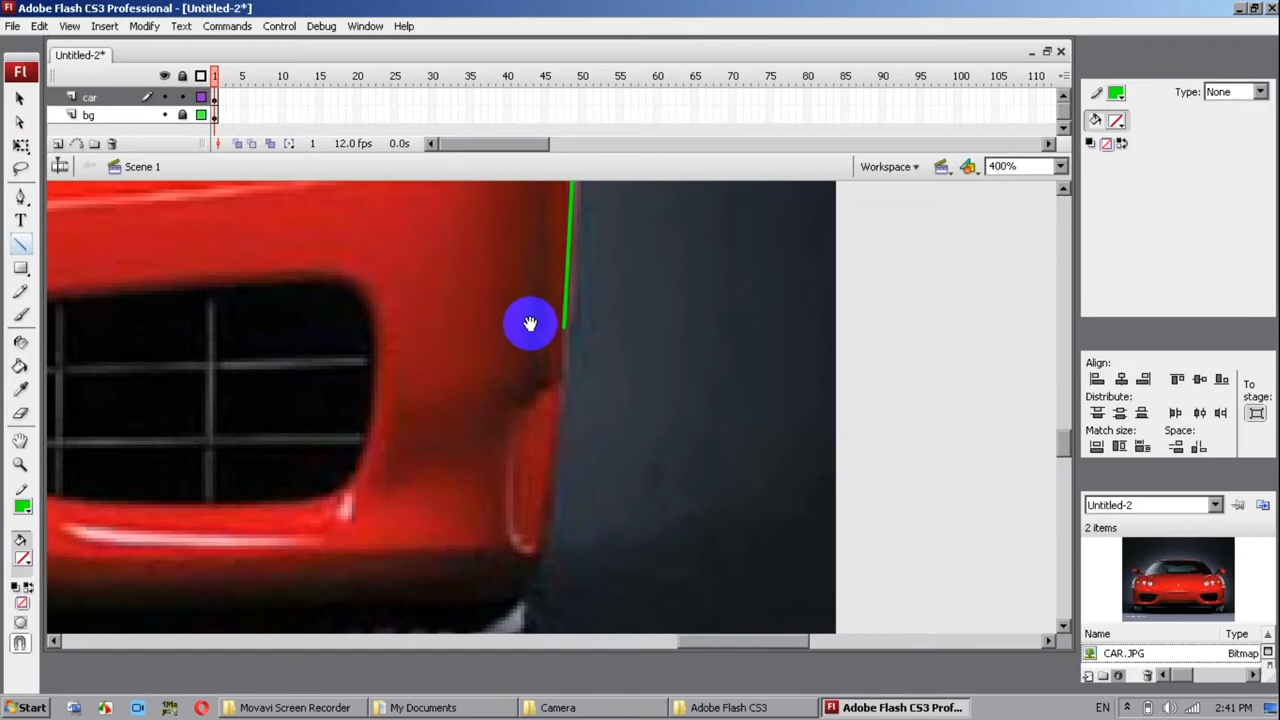 Adobe Flash CS3 Professional - [Untitled-2*]
File Edit View Insert Modify Text Commands Control Debug Window Help
Untitled-2*
1 5 10 15 20 25 30 35 40 45 50 55 60 65 70 75 80 85 90 95 100 105 110
car
bg
1 12.0 fps 0.0s
Scene 1
Workspace
400%
Fl
T
Type: None
Align:
To
stage:
Distribute:
Match size: Space:
Untitled-2
2 items
Name Type
CAR.JPG Bitmap
Start
Movavi Screen Recorder
My Documents
Camera
Adobe Flash CS3
Adobe Flash CS3 Prof...
EN
2:41 PM